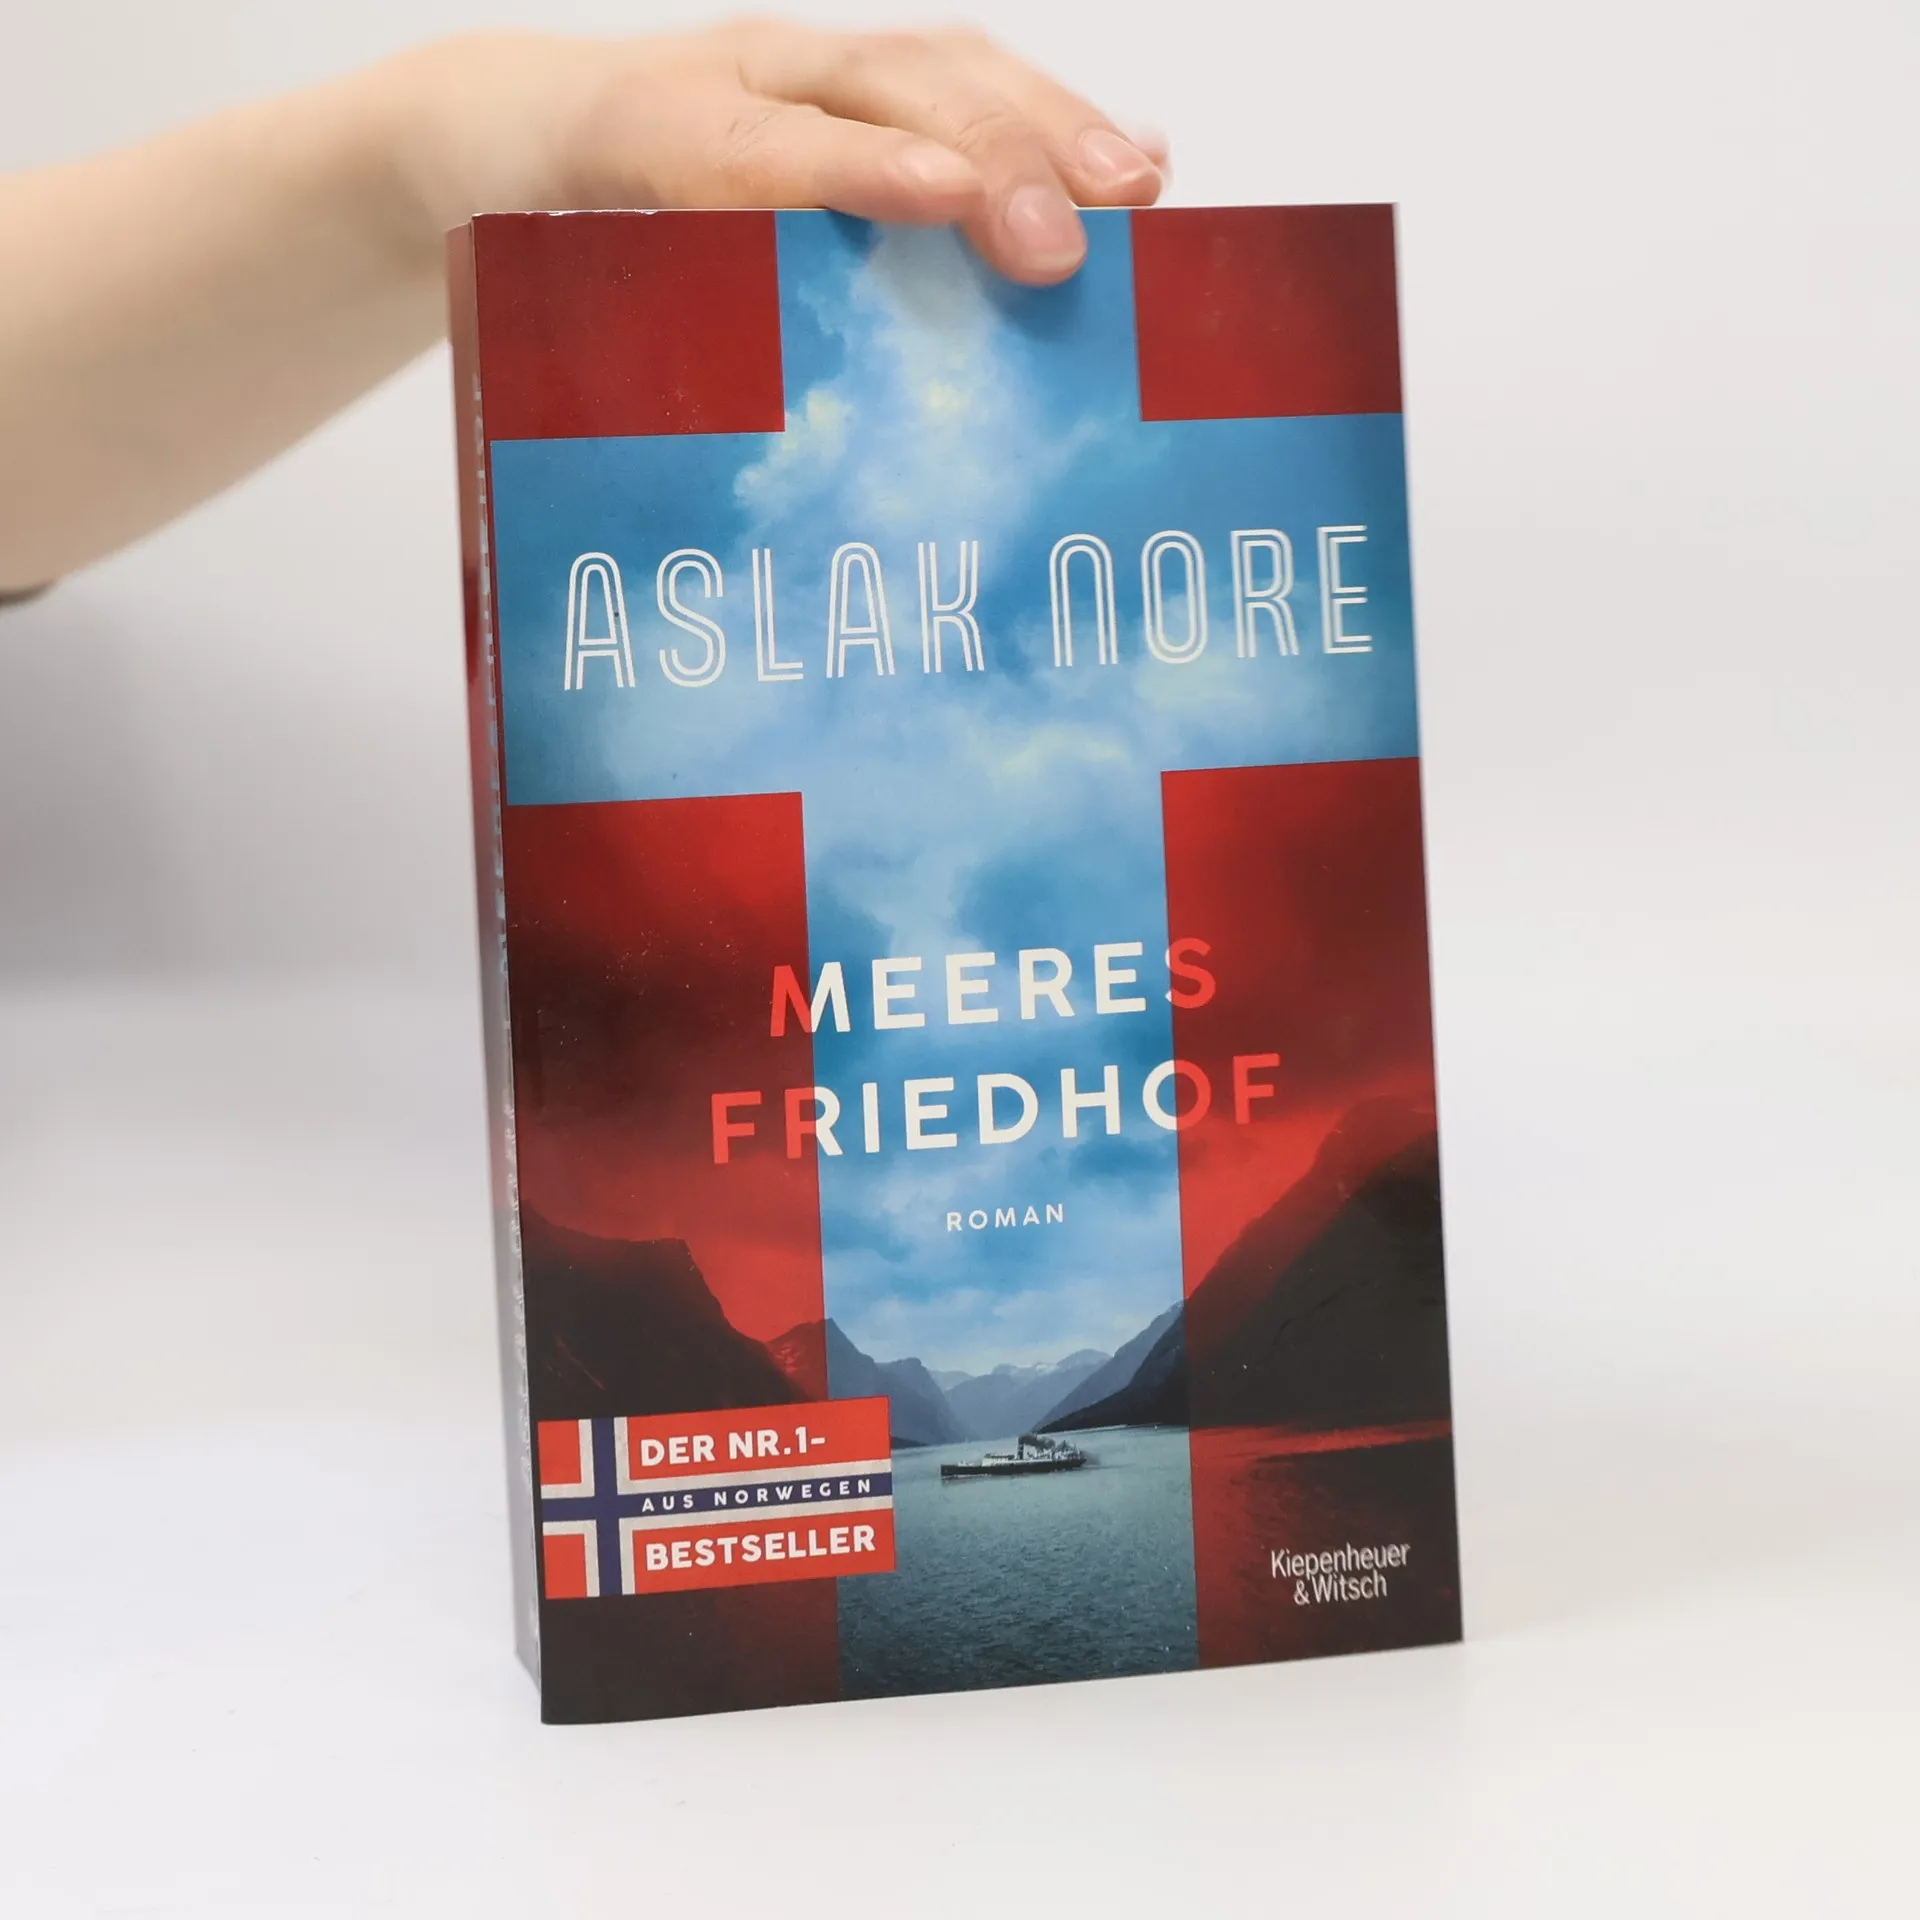 ASLAK NORE
MEERES
FRIEDHOF
ROMAN
DER NR.1-
AUS NORWEGEN
BESTSELLER
Kiepenheuer
& Witsch